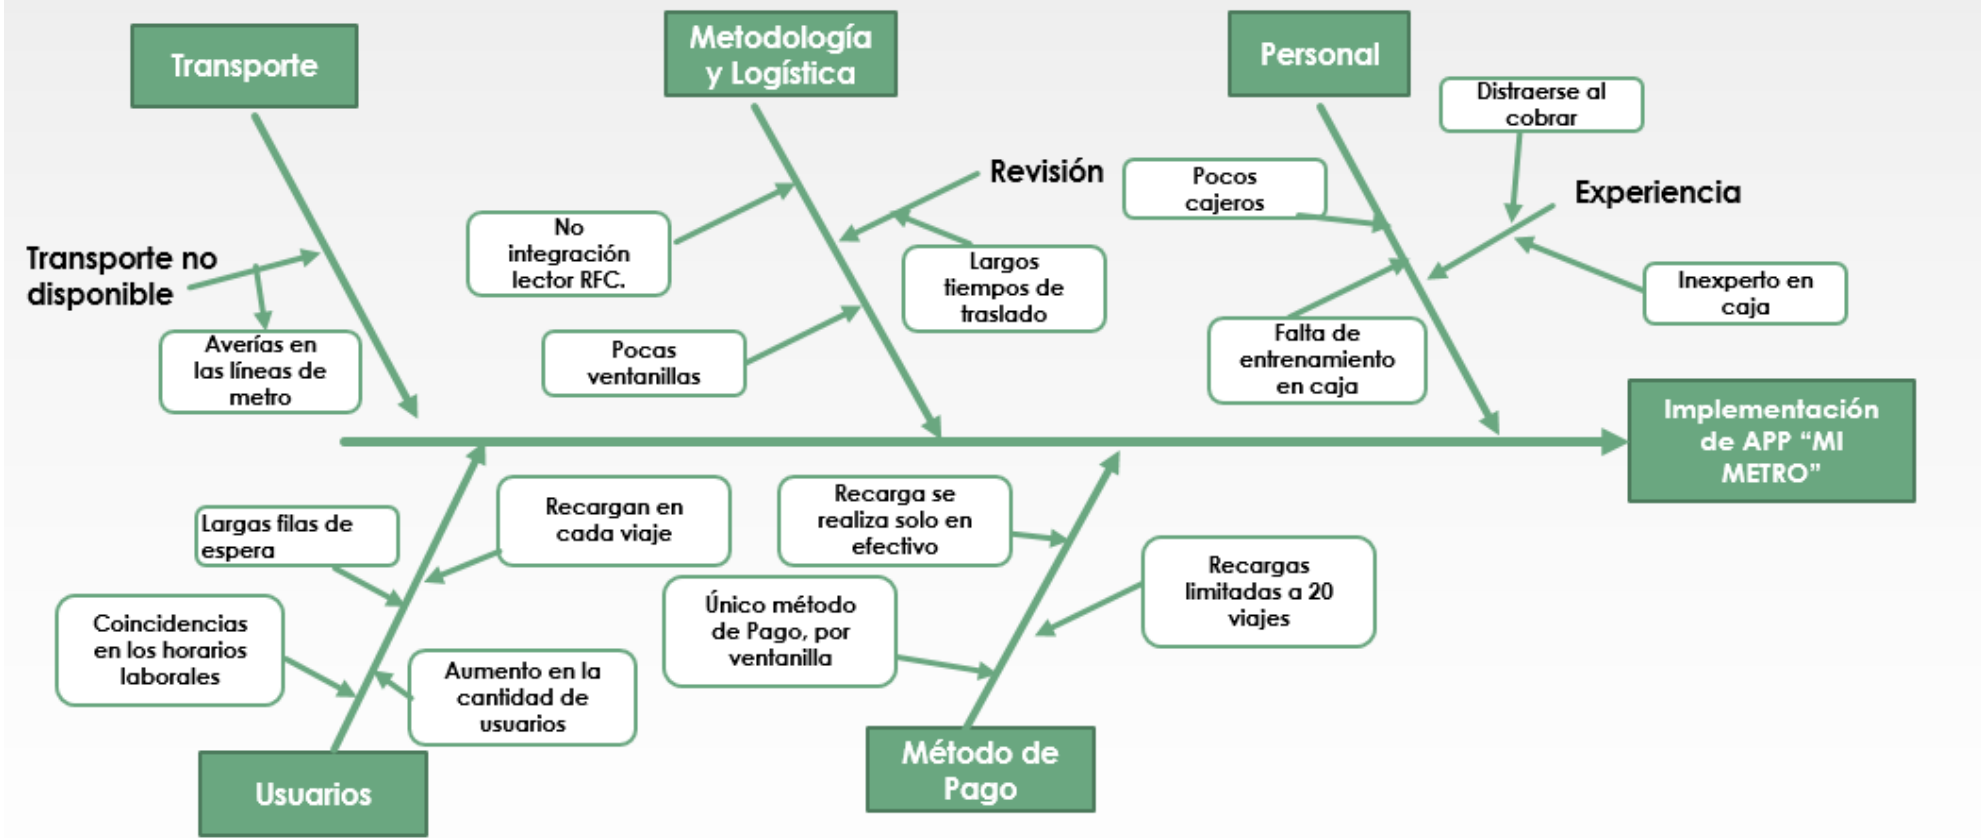 Transporte
Metodología
y Logística
Personal
Distraerse al
cobrar
Revisión
Pocos
cajeros
Experiencia
No
integración
lector RFC.
Transporte no
disponible
Largos
tiempos de
traslado
Inexperto en
caja
Averías en
las líneas de
metro
Pocas
ventanillas
Falta de
entrenamiento
en caja
Implementación
de APP “MI
METRO”
Largas filas de
espera
Recargan en
cada viaje
Recarga se
realiza solo en
efectivo
Recargas
limitadas a 20
viajes
Coincidencias
en los horarios
laborales
Aumento en la
cantidad de
usuarios
Único método
de Pago, por
ventanilla
Usuarios
Método de
Pago